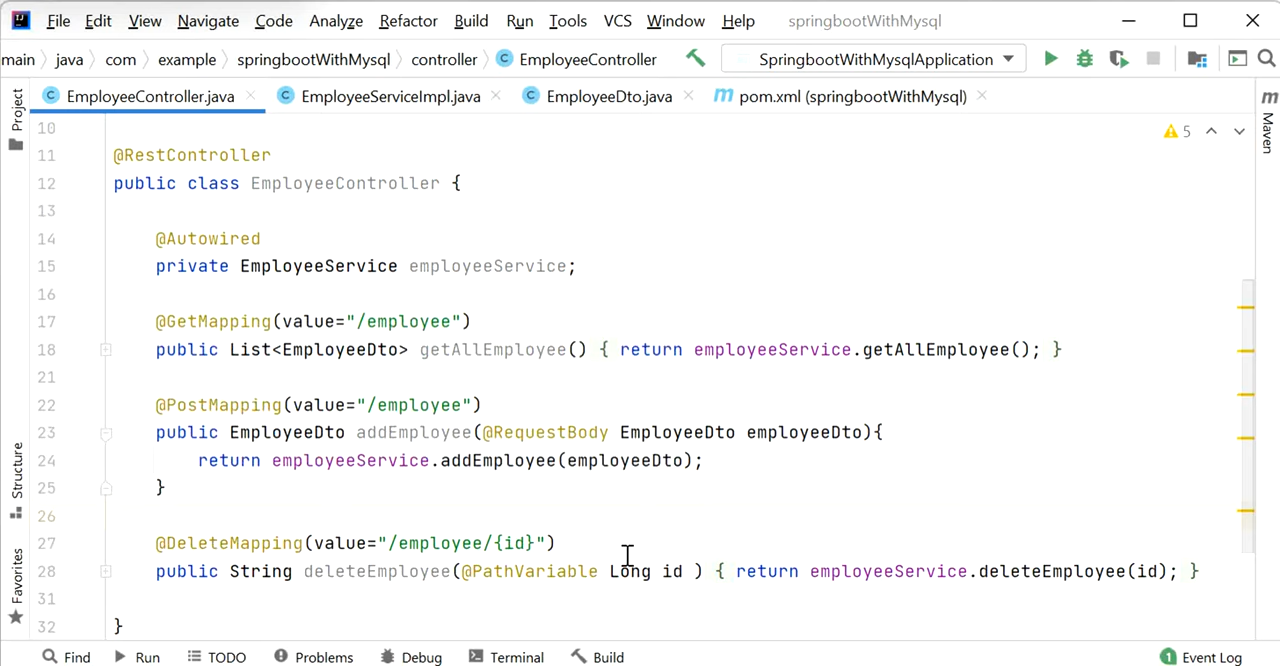 File Edit View Navigate Code Analyze Refactor Build Run Tools VCS Window Help springbootWithMysql
main java com example springbootWithMysql controller C EmployeeController SpringbootWithMysqlApplication
C EmployeeController.java C EmployeeServiceImpl.java C EmployeeDto.java m pom.xml (springbootWithMysql)
Project
Structure
Favorites
m Maven
5
10
11 @RestController
12 public class EmployeeController {
13
14 @Autowired
15 private EmployeeService employeeService;
16
17 @GetMapping(value="/employee")
18 public List<EmployeeDto> getAllEmployee() { return employeeService.getAllEmployee(); }
21
22 @PostMapping(value="/employee")
23 public EmployeeDto addEmployee(@RequestBody EmployeeDto employeeDto){
24 return employeeService.addEmployee(employeeDto);
25 }
26
27 @DeleteMapping(value="/employee/{id}")
28 public String deleteEmployee(@PathVariable Long id ) { return employeeService.deleteEmployee(id); }
31
32 }
Find Run TODO Problems Debug Terminal Build 1 Event Log